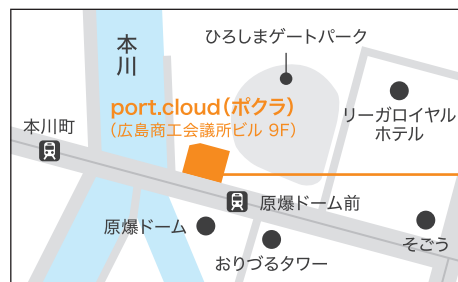 本川
ひろしまゲートパーク
port.cloud(ポクラ)
(広島商工会議所ビル 9F)
リーガロイヤル
ホテル
本川町
原爆ドーム前
原爆ドーム
おりづるタワー
そごう